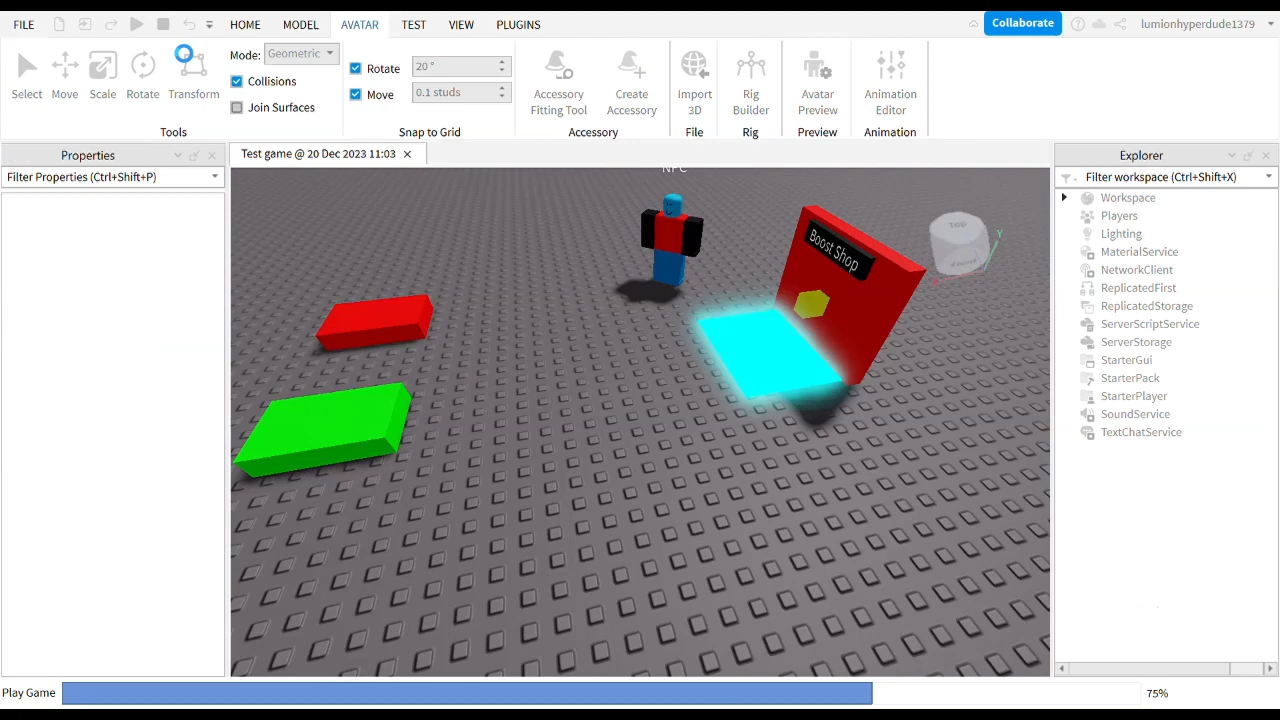 FILE HOME MODEL AVATAR TEST VIEW PLUGINS Collaborate lumionhyperdude1379
Select Move Scale Rotate Transform
Mode: Geometric
Collisions
Join Surfaces
Tools
Rotate 20 °
Move 0.1 studs
Snap to Grid
Accessory Fitting Tool
Create Accessory
Accessory
Import 3D
File
Rig Builder
Rig
Avatar Preview
Preview
Animation Editor
Animation
Properties
Filter Properties (Ctrl+Shift+P)
Test game @ 20 Dec 2023 11:03
NPC
Boost Shop
Top
Y
Explorer
Filter workspace (Ctrl+Shift+X)
Workspace
Players
Lighting
MaterialService
NetworkClient
ReplicatedFirst
ReplicatedStorage
ServerScriptService
ServerStorage
StarterGui
StarterPack
StarterPlayer
SoundService
TextChatService
Play Game 75%